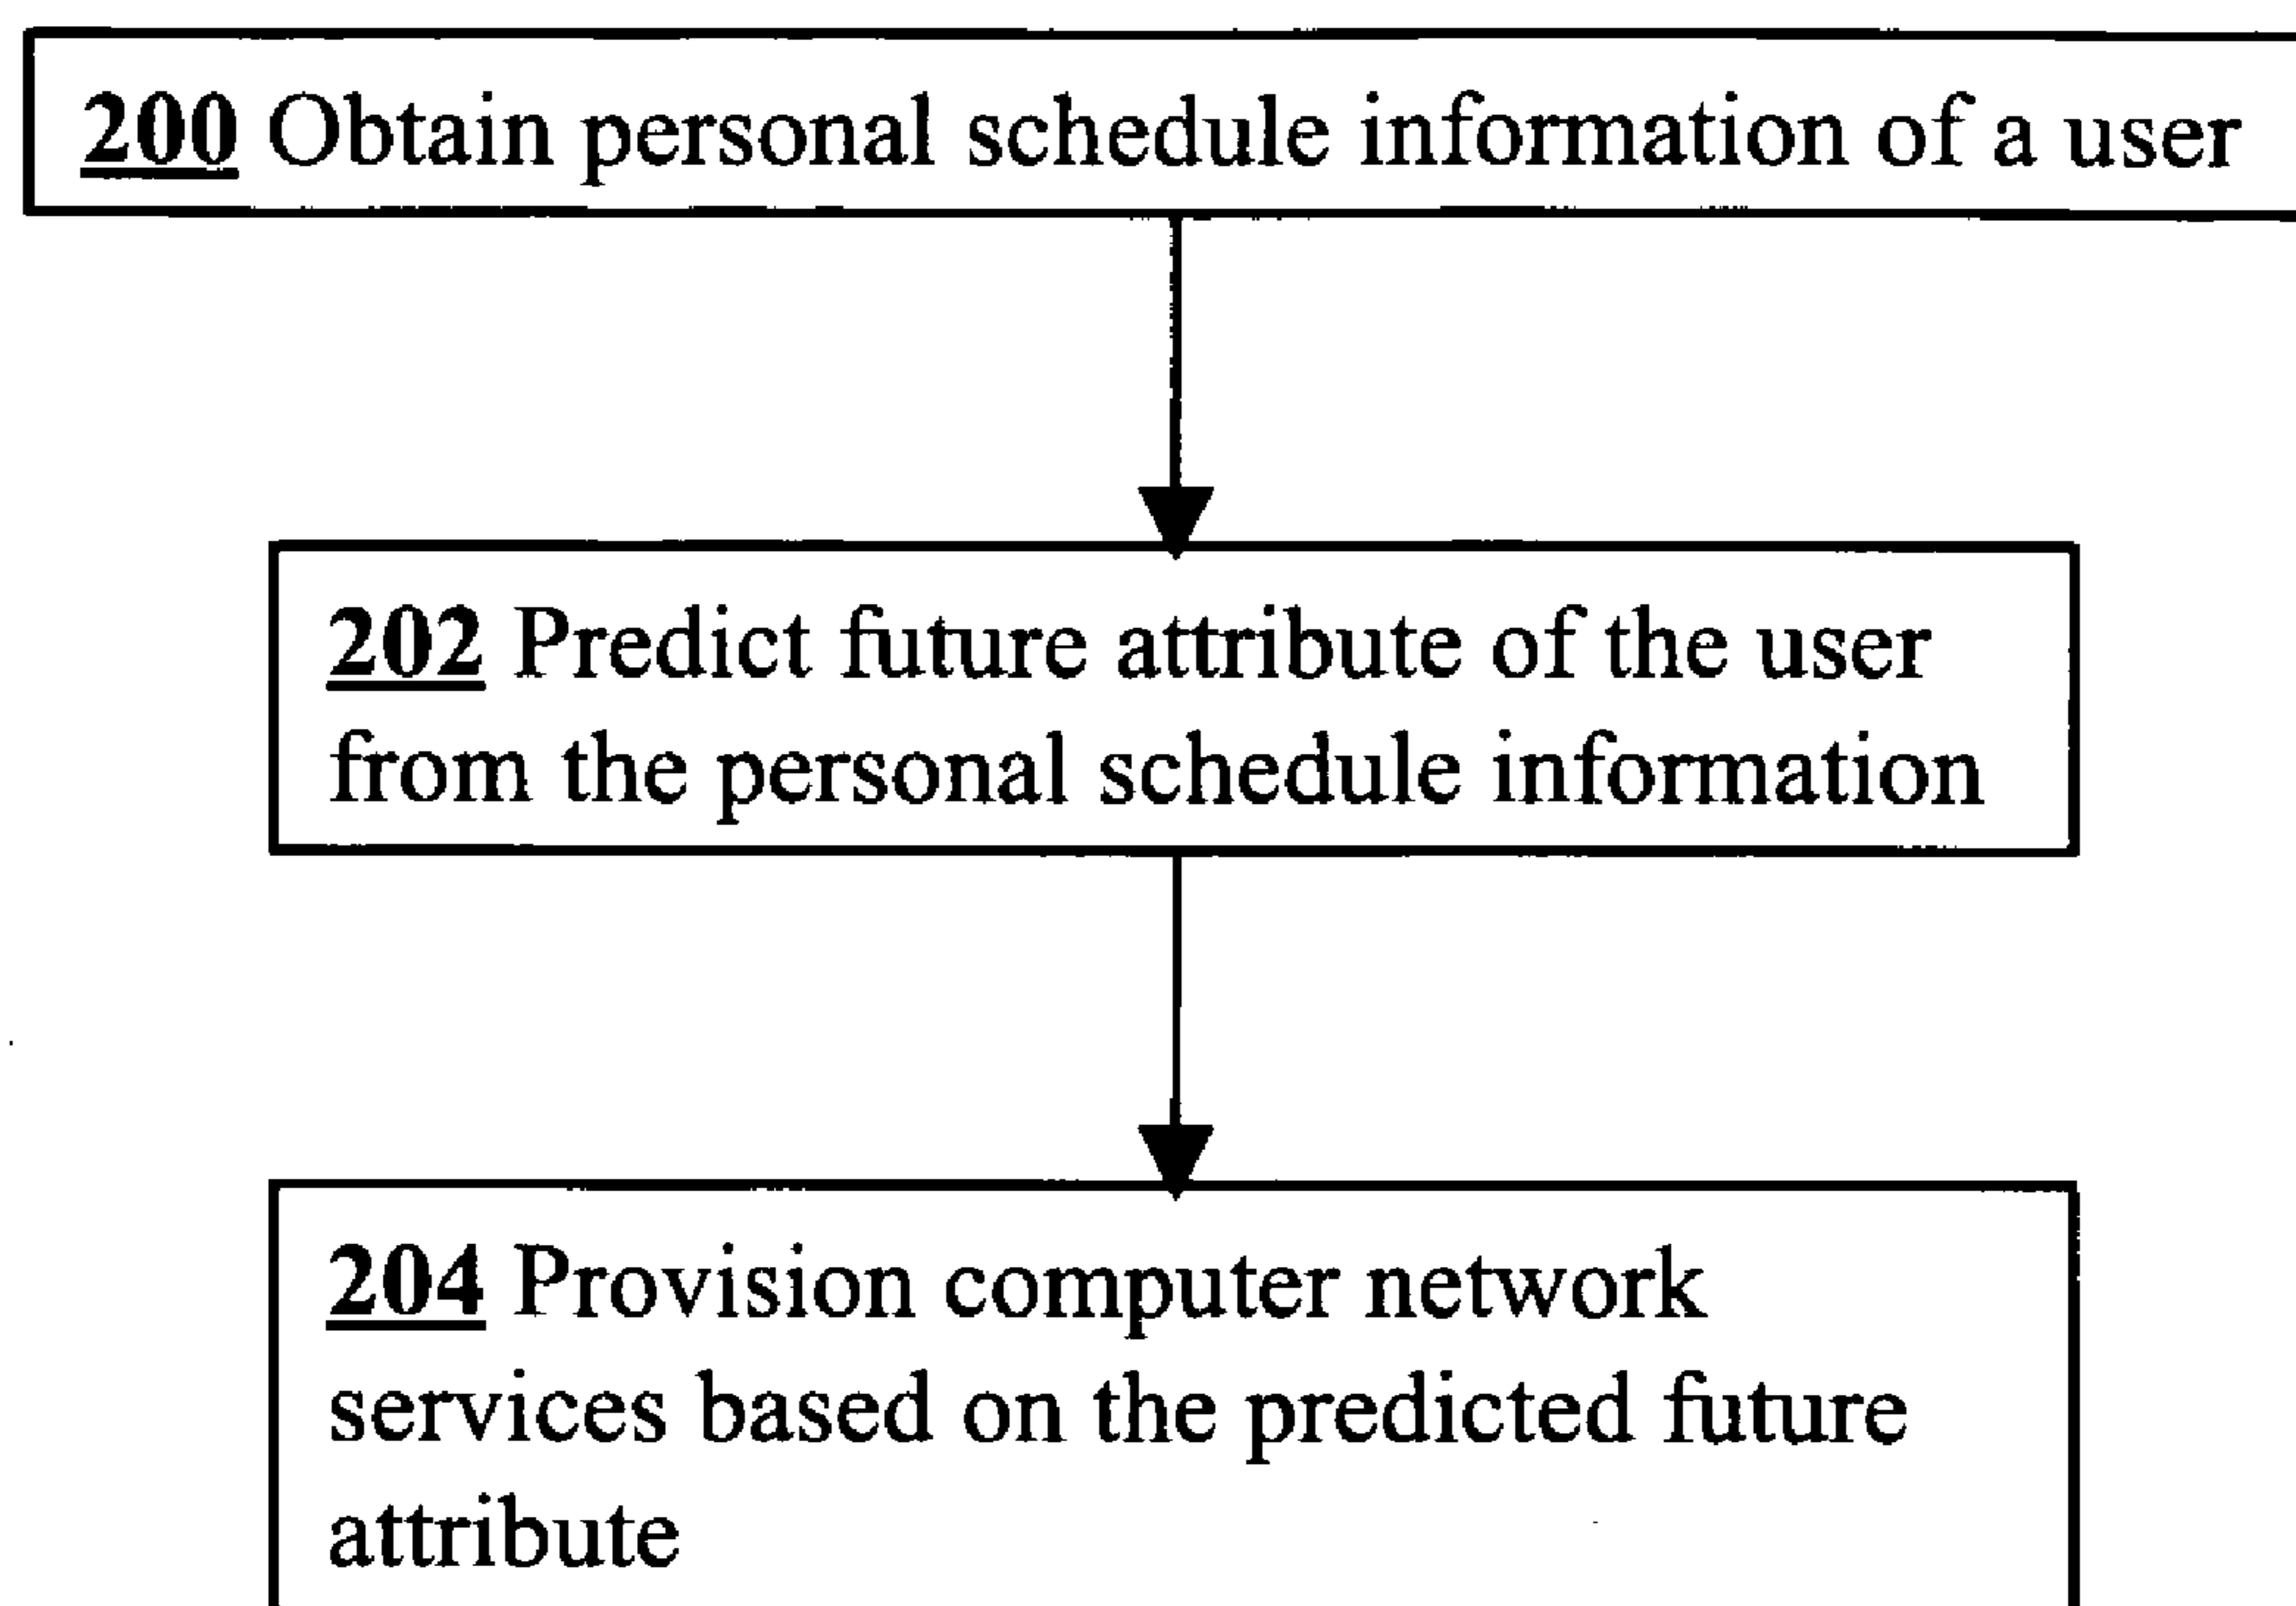 200 Obtain personal schedule information of a user
202 Predict future attribute of the user
from the personal schedule information
204 Provision computer network
services based on the predicted future
attribute